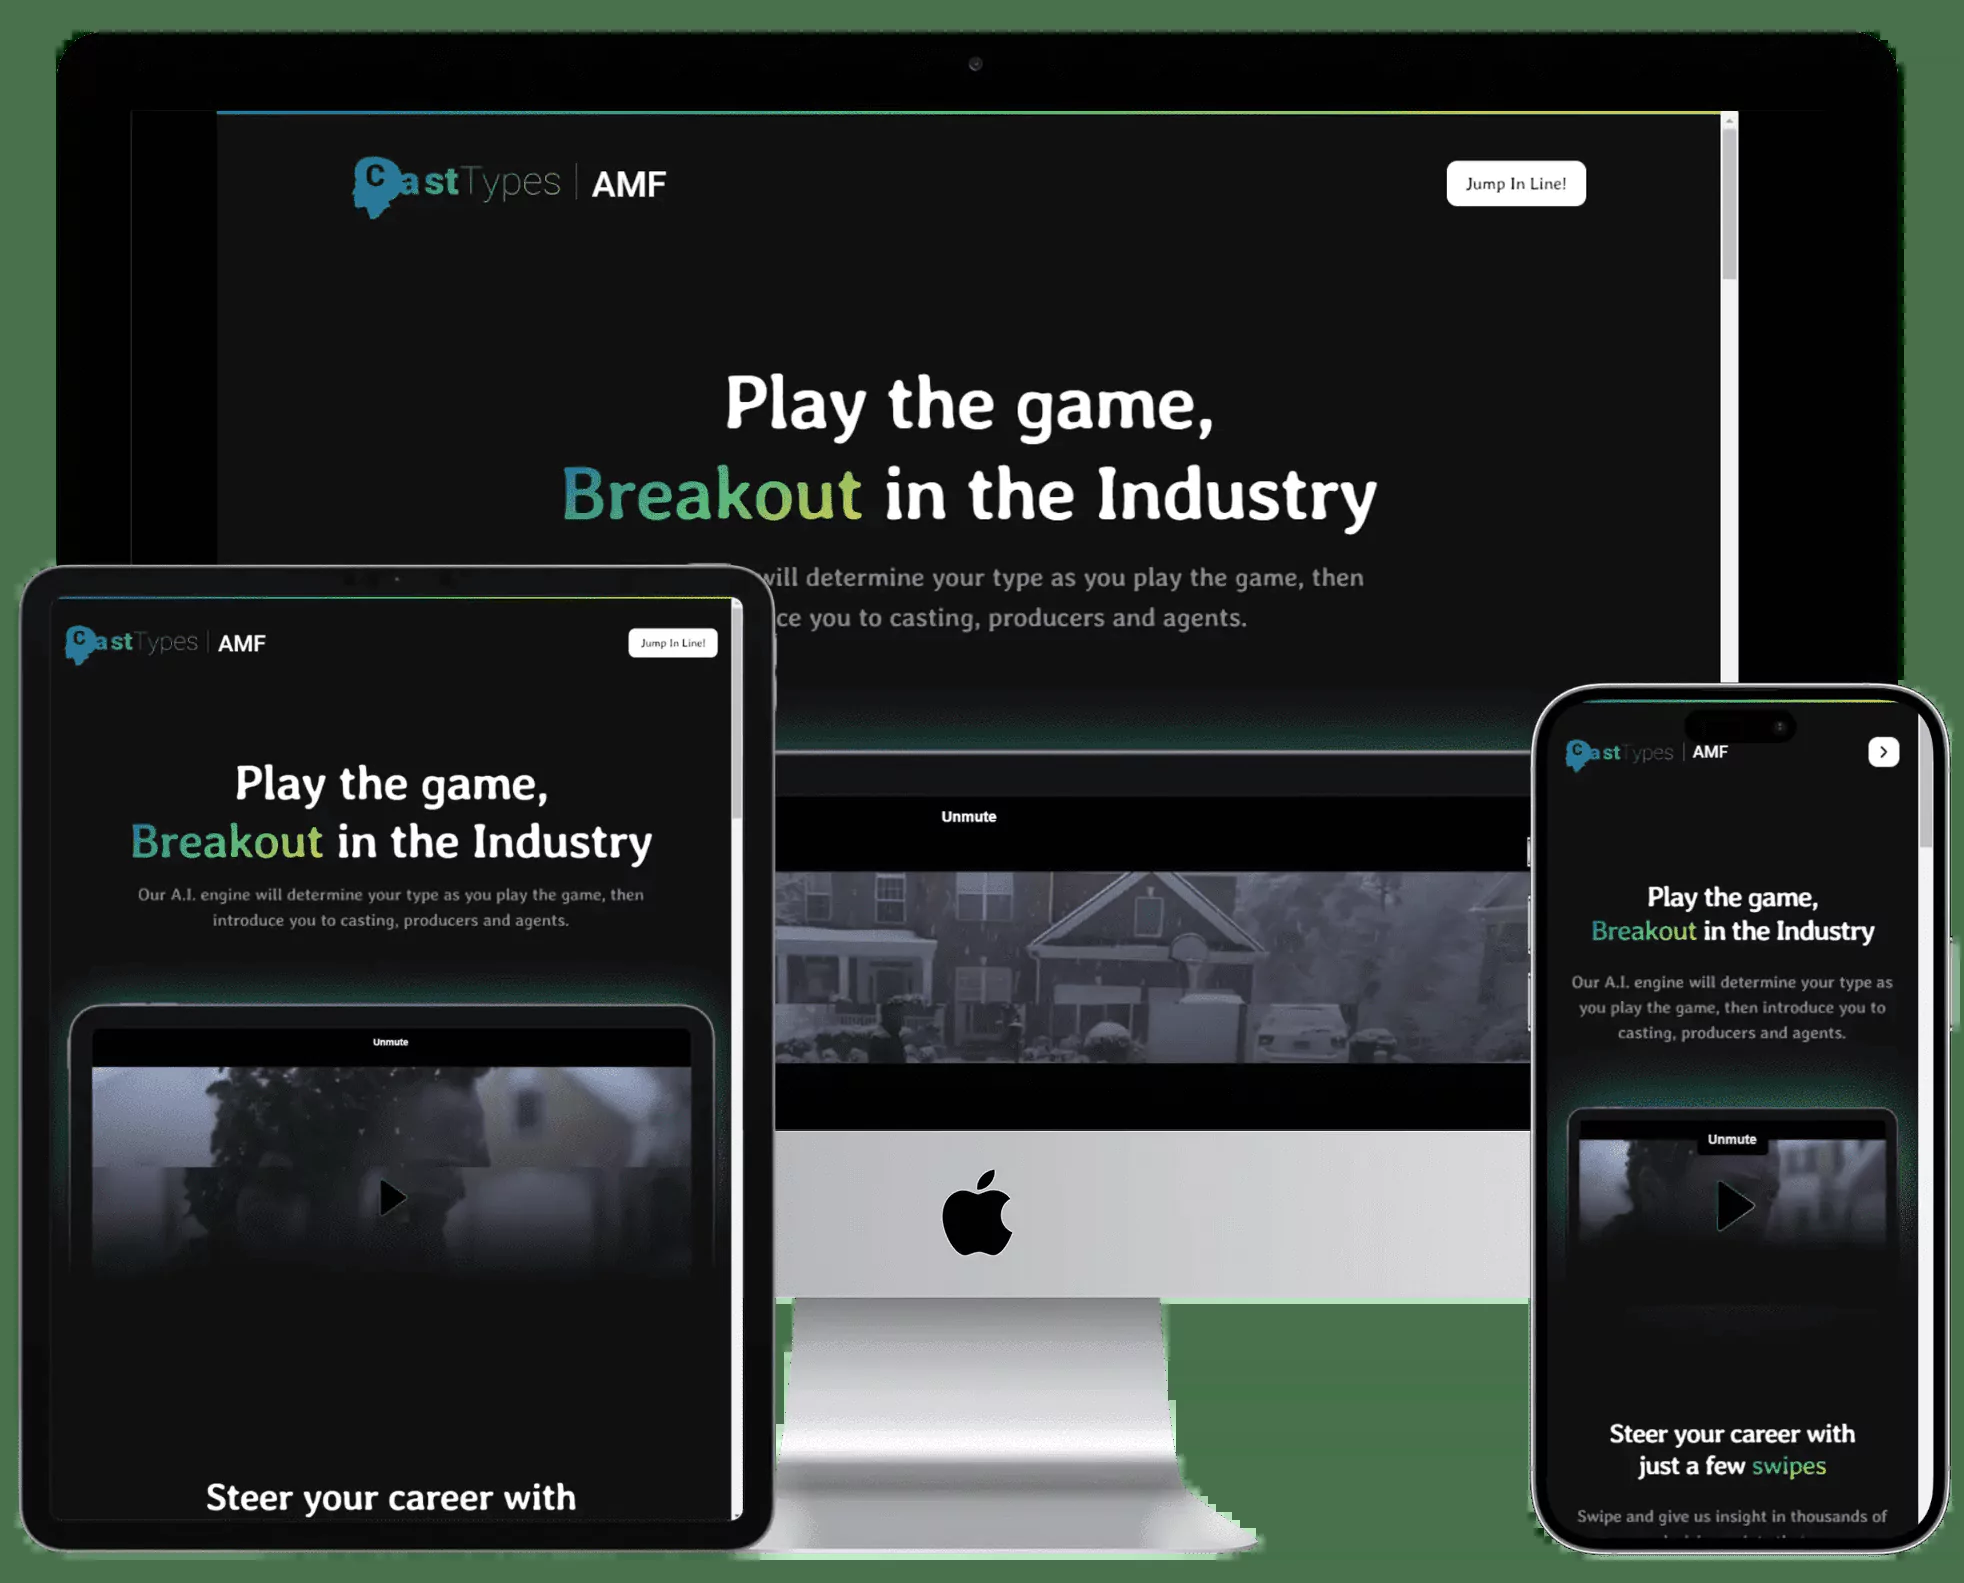 CastTypes | AMF
Jump In Line!
Play the game,
Breakout in the Industry
will determine your type as you play the game, then
ce you to casting, producers and agents.
Unmute
CastTypes | AMF
Jump In Line!
Play the game,
Breakout in the Industry
Our A.I. engine will determine your type as you play the game, then
introduce you to casting, producers and agents.
Unmute
Steer your career with
CastTypes | AMF
Play the game,
Breakout in the Industry
Our A.I. engine will determine your type as
you play the game, then introduce you to
casting, producers and agents.
Unmute
Steer your career with
just a few swipes
Swipe and give us insight in thousands of